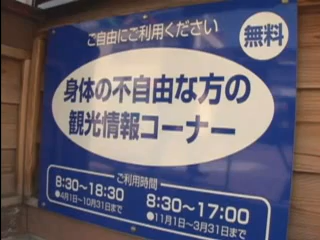 ご自由にご利用ください
無料
身体の不自由な方の
観光情報コーナー
ご利用時間
8:30〜18:30 8:30〜17:00
●4月1日〜10月31日まで ●11月1日〜3月31日まで